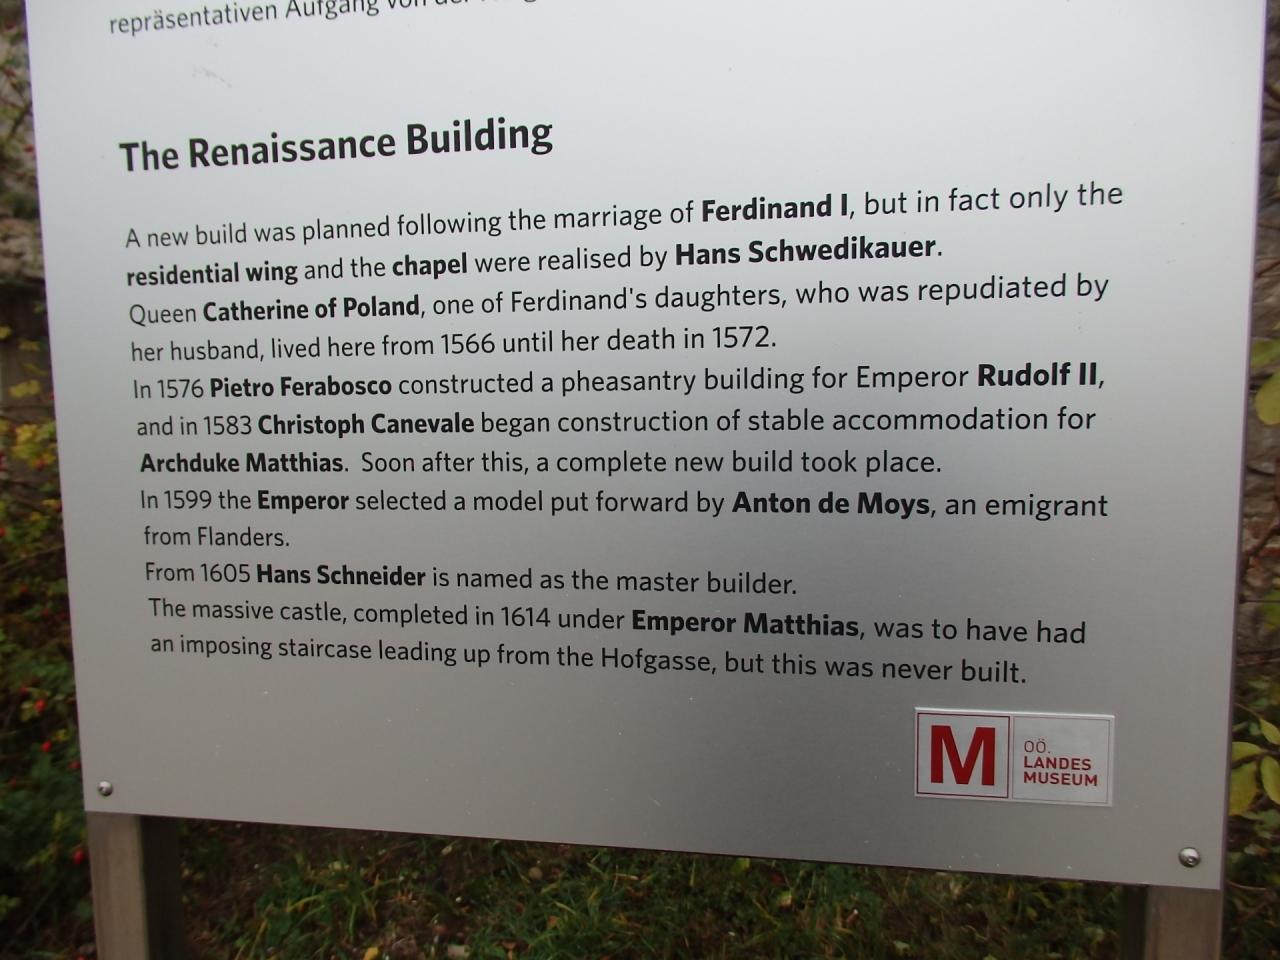 repräsentativen Aufgang von der
The Renaissance Building
A new build was planned following the marriage of Ferdinand I, but in fact only the
residential wing and the chapel were realised by Hans Schwedikauer.
Queen Catherine of Poland, one of Ferdinand's daughters, who was repudiated by
her husband, lived here from 1566 until her death in 1572.
In 1576 Pietro Ferabosco constructed a pheasantry building for Emperor Rudolf II,
and in 1583 Christoph Canevale began construction of stable accommodation for
Archduke Matthias. Soon after this, a complete new build took place.
In 1599 the Emperor selected a model put forward by Anton de Moys, an emigrant
from Flanders.
From 1605 Hans Schneider is named as the master builder.
The massive castle, completed in 1614 under Emperor Matthias, was to have had
an imposing staircase leading up from the Hofgasse, but this was never built.
M
OÖ.
LANDES
MUSEUM